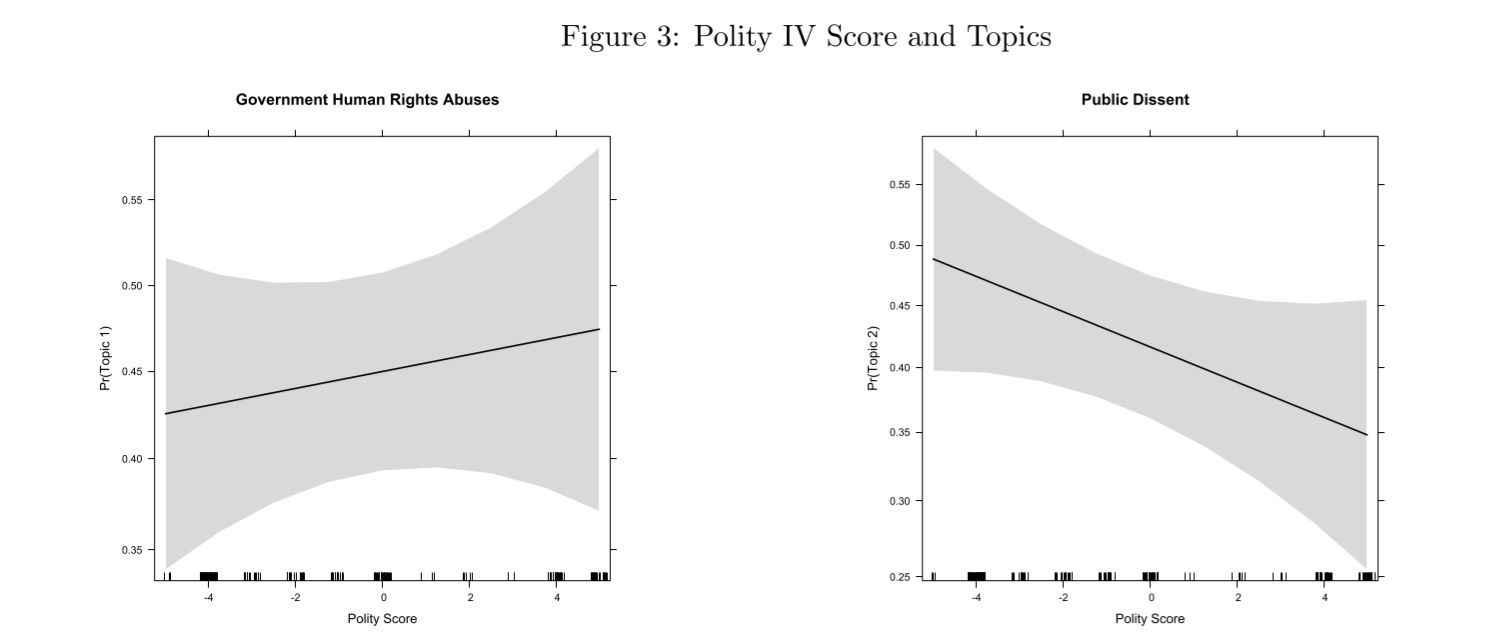 Figure 3: Polity IV Score and Topics
Government Human Rights Abuses
0.55
0.50
0.45
0.40
0.35
Pr(Topic 1)
-4 -2 0 2 4
Polity Score
Public Dissent
0.55
0.50
0.45
0.40
0.35
0.30
0.25
Pr(Topic 2)
-4 -2 0 2 4
Polity Score